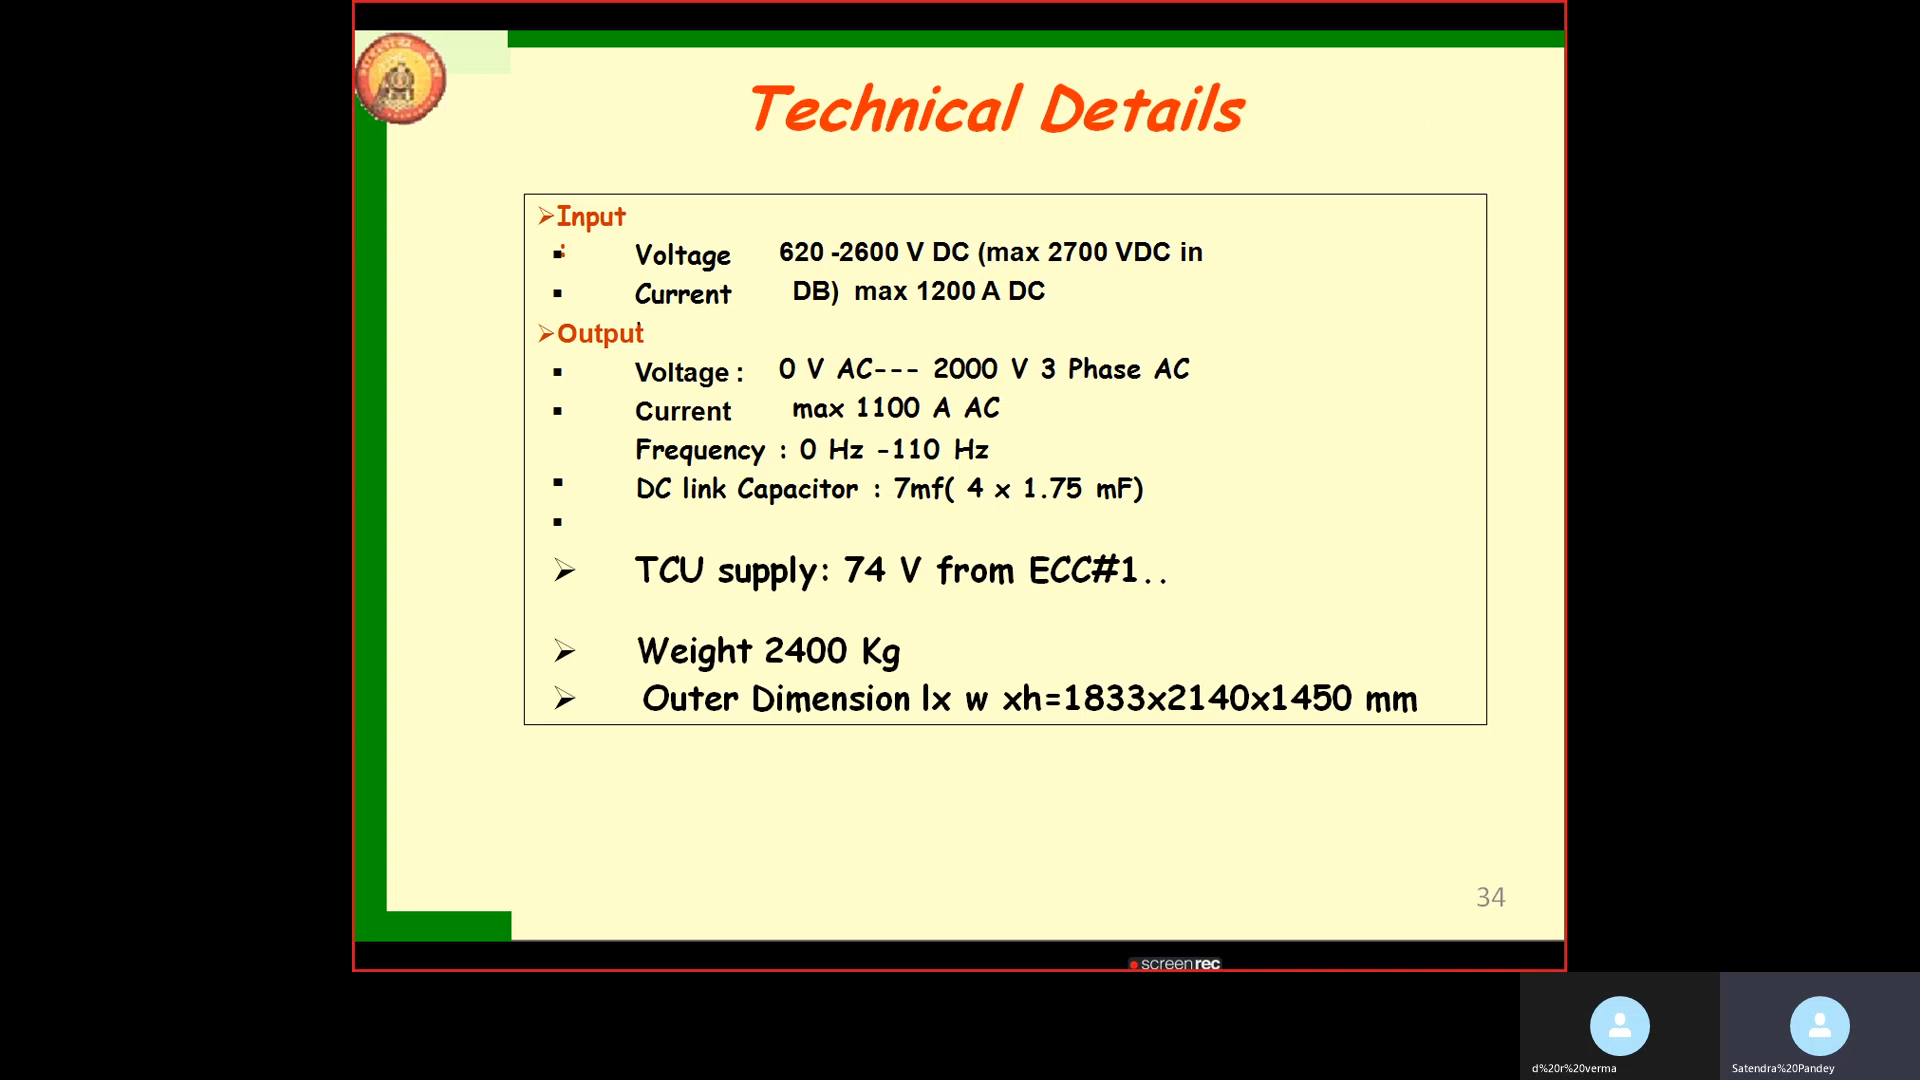 Technical Details
➢Input
▪ : Voltage 620 -2600 V DC (max 2700 VDC in
▪ Current DB) max 1200 A DC
➢Output
▪ Voltage : 0 V AC--- 2000 V 3 Phase AC
▪ Current max 1100 A AC
Frequency : 0 Hz -110 Hz
▪ DC link Capacitor : 7mf( 4 x 1.75 mF)
▪
➢ TCU supply: 74 V from ECC#1..
➢ Weight 2400 Kg
➢ Outer Dimension lx w xh=1833x2140x1450 mm
34
screenrec
d%20r%20verma
Satendra%20Pandey